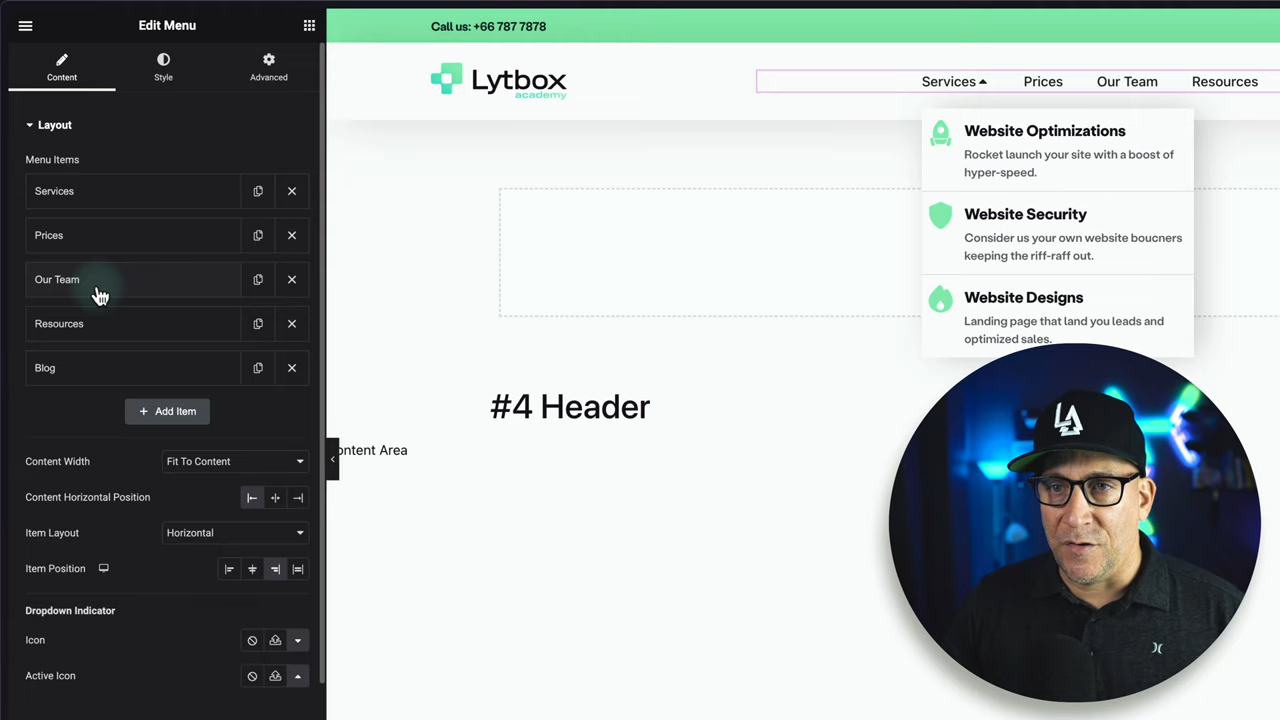 Edit Menu
Content
Style
Advanced
Layout
Menu Items
Services
Prices
Our Team
Resources
Blog
+ Add Item
Content Width
Fit To Content
Content Horizontal Position
Item Layout
Horizontal
Item Position
Dropdown Indicator
Icon
Active Icon
Call us: +66 787 7878
Lytbox
academy
Services
Prices
Our Team
Resources
Website Optimizations
Rocket launch your site with a boost of
hyper-speed.
Website Security
Consider us your own website boucners
keeping the riff-raff out.
Website Designs
Landing page that land you leads and
optimized sales.
#4 Header
ontent Area
LA